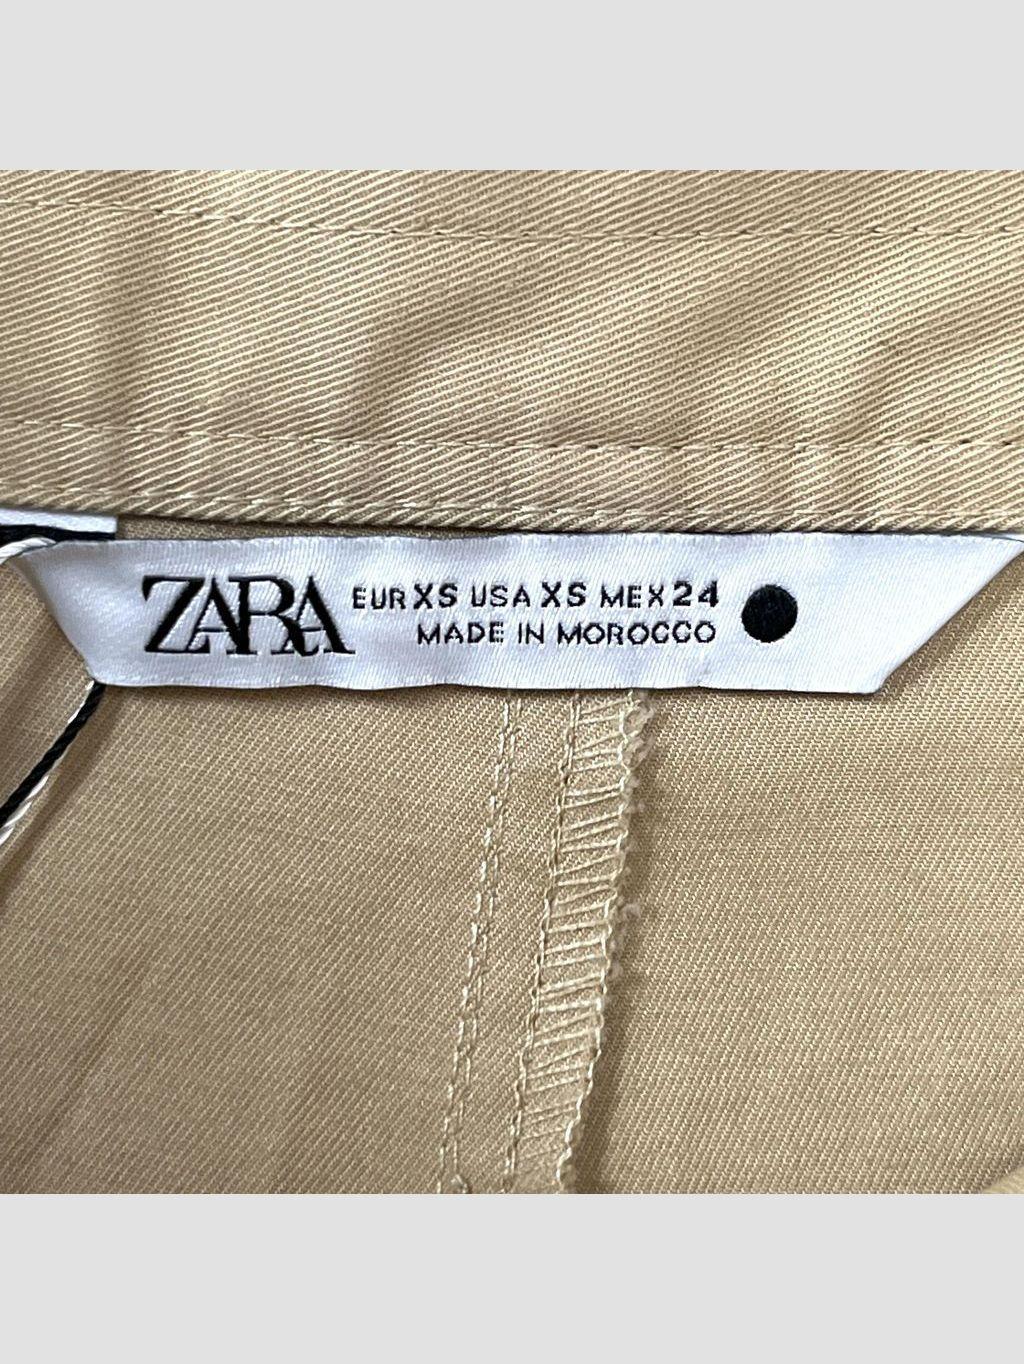 ZARA
EUR XS USA XS MEX 24
MADE IN MOROCCO